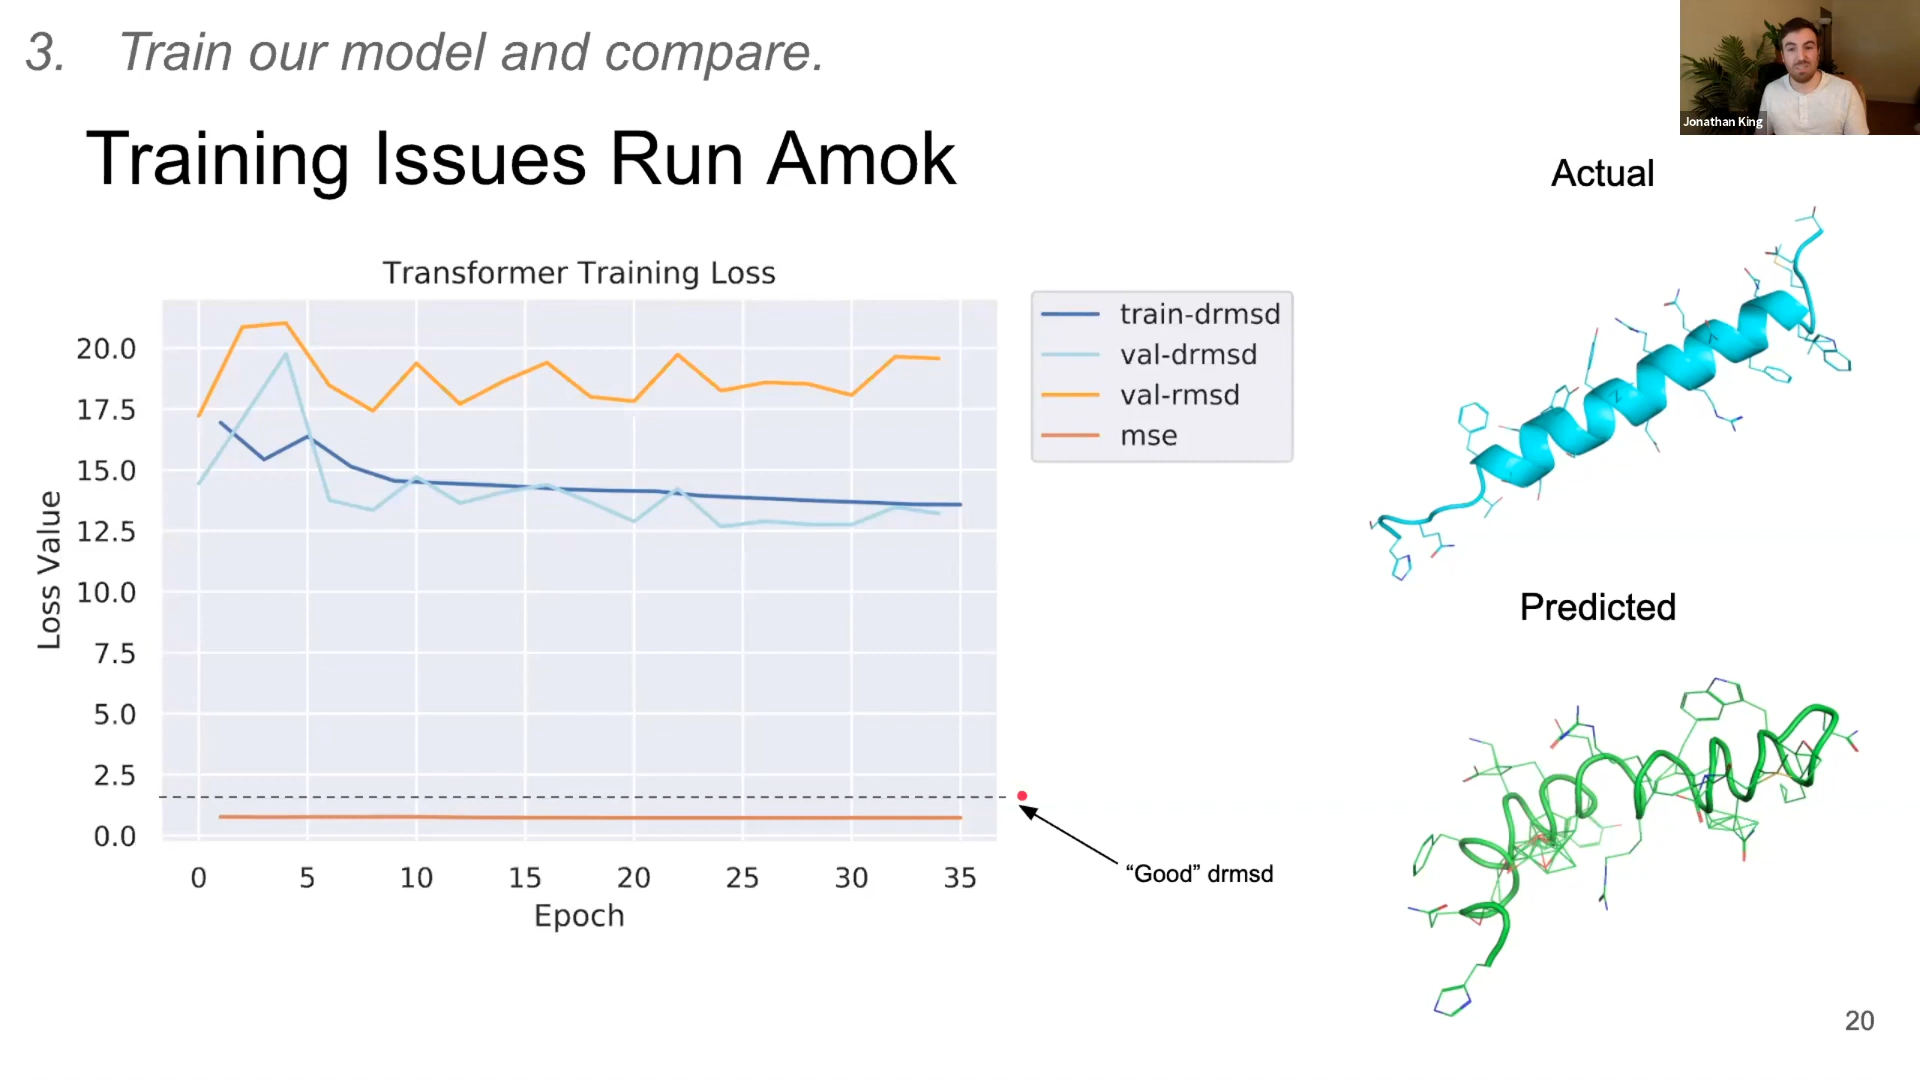 3. Train our model and compare.
Jonathan King
Training Issues Run Amok
Actual
Transformer Training Loss
train-drmsd
val-drmsd
val-rmsd
mse
20.0
17.5
15.0
12.5
10.0
7.5
5.0
2.5
0.0
Loss Value
0 5 10 15 20 25 30 35
Epoch
"Good" drmsd
Predicted
20